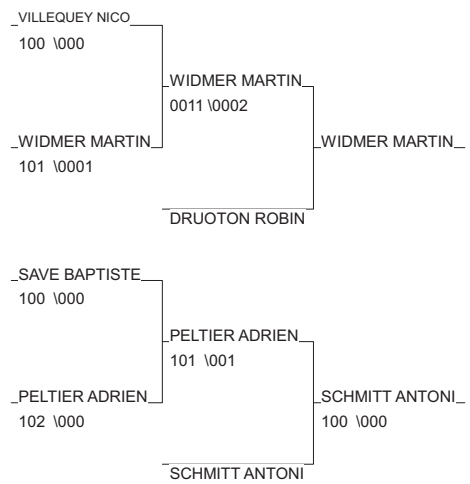 VILLEQUEY NICO
100 \000
WIDMER MARTIN
0011 \0002
WIDMER MARTIN
101 \0001
WIDMER MARTIN
DRUOTON ROBIN
SAVE BAPTISTE
100 \000
PELTIER ADRIEN
101 \001
PELTIER ADRIEN
102 \000
SCHMITT ANTONI
100 \000
SCHMITT ANTONI